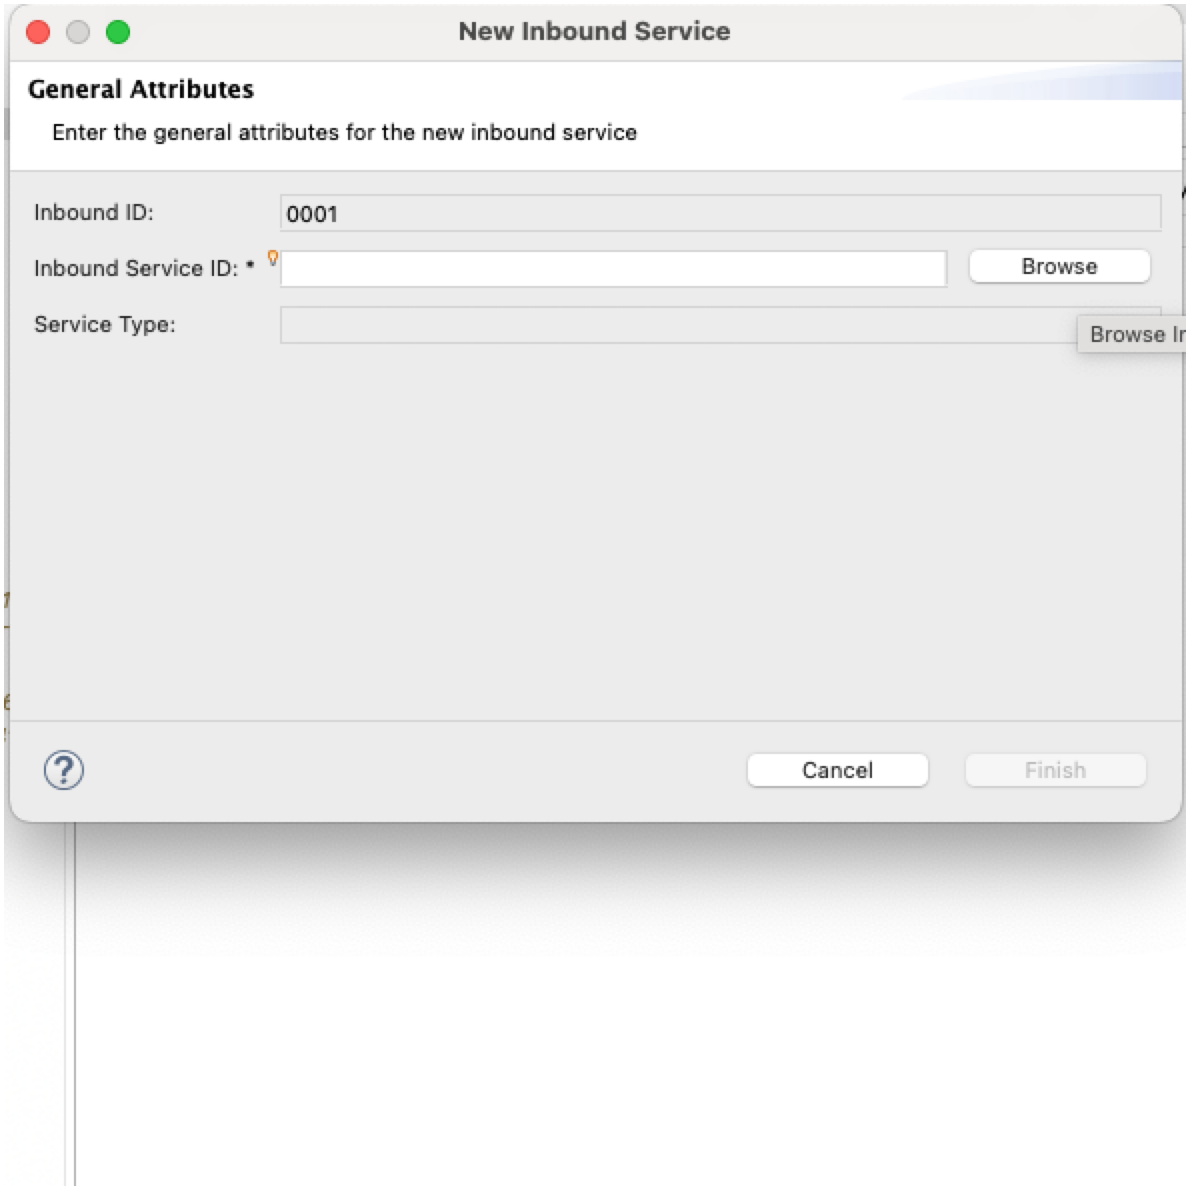 New Inbound Service
General Attributes
Enter the general attributes for the new inbound service
Inbound ID:
0001
Inbound Service ID: *
Browse
Service Type:
Browse
?
Cancel
Finish